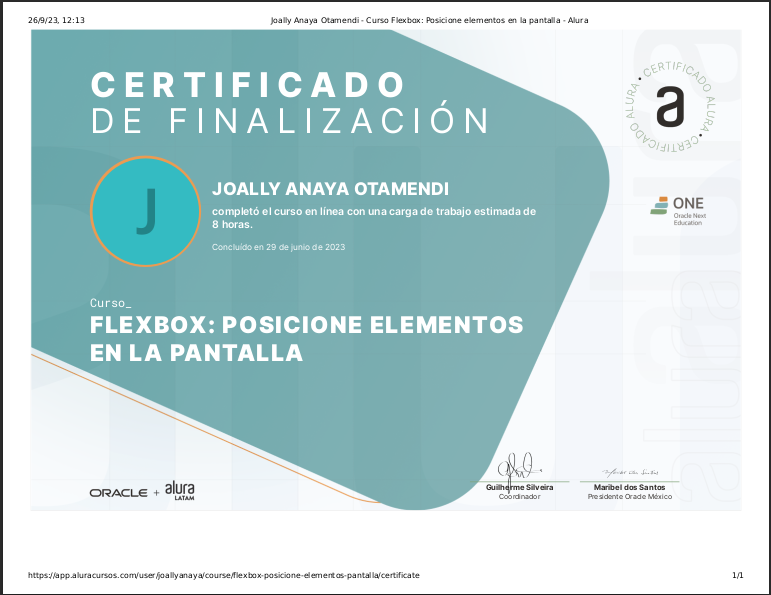 26/9/23, 12:13
Joally Anaya Otamendi - Curso Flexbox: Posicione elementos en la pantalla - Alura
CERTIFICADO
DE FINALIZACIÓN
CERTIFICADO ALURA • CERTIFICADO ALURA •
a
J
JOALLY ANAYA OTAMENDI
completó el curso en línea con una carga de trabajo estimada de
8 horas.
Concluído en 29 de junio de 2023
ONE
Oracle Next
Education
Curso_
FLEXBOX: POSICIONE ELEMENTOS
EN LA PANTALLA
ORACLE + alura
LATAM
Guilherme Silveira
Coordinador
Maribel dos Santos
Presidente Oracle México
alura
https://app.aluracursos.com/user/joallyanaya/course/flexbox-posicione-elementos-pantalla/certificate
1/1